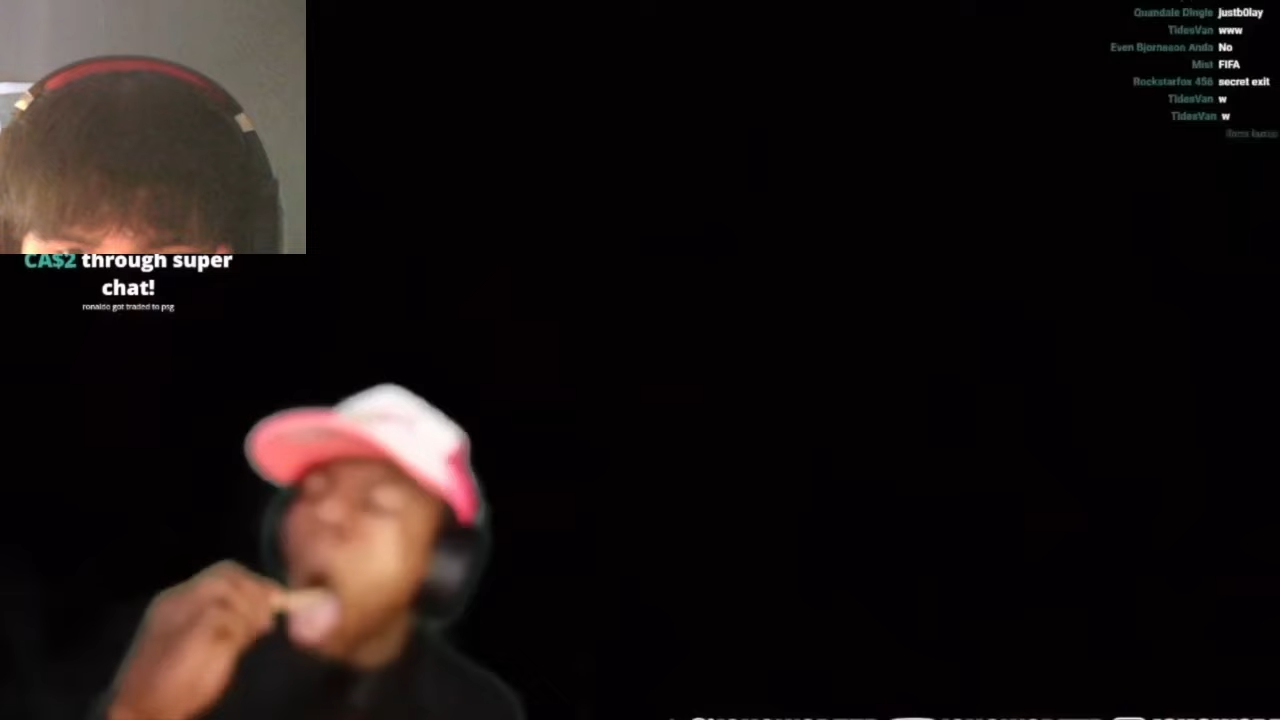 Quandale Dingle justb0lay
TidesVan www
Even Bjornason Anda No
Mist FIFA
Rockstarfox 456 secret exit
TidesVan w
TidesVan w
CA$2 through super
chat!
ronaldo got traded to psg